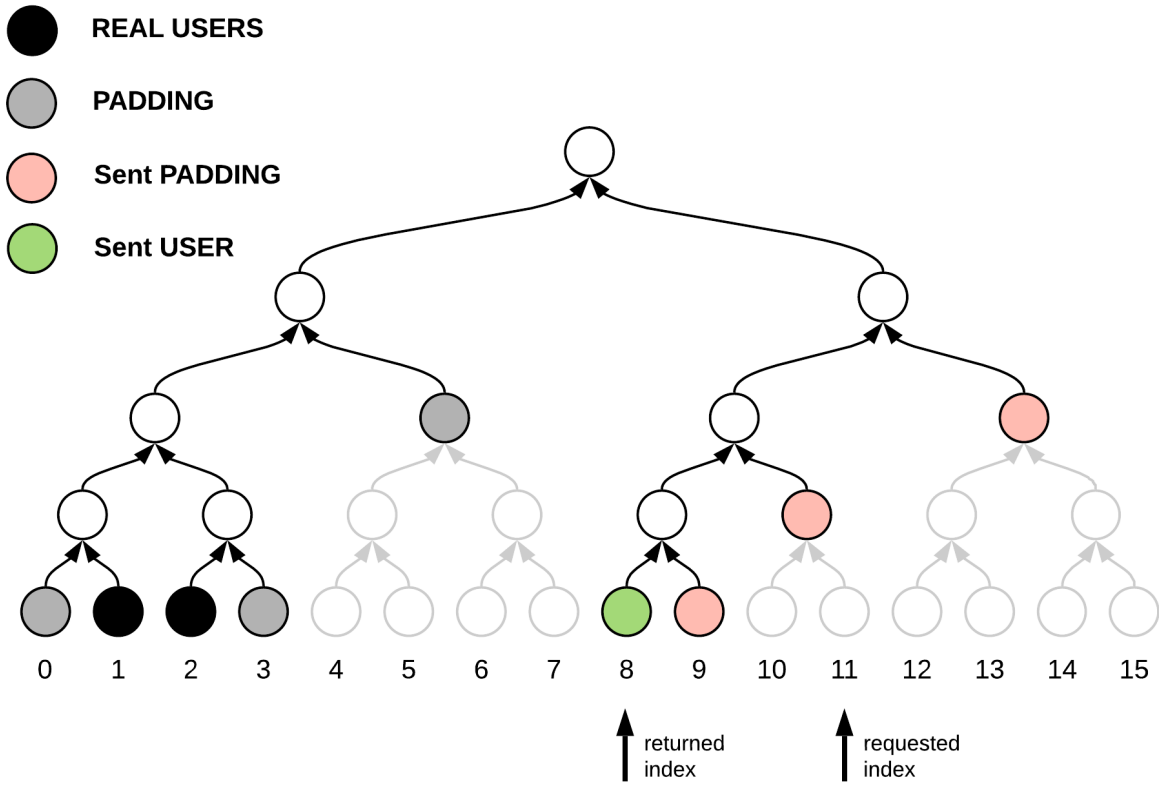 REAL USERS
PADDING
Sent PADDING
Sent USER
0 1 2 3 4 5 6 7 8 9 10 11 12 13 14 15
returned
index
requested
index